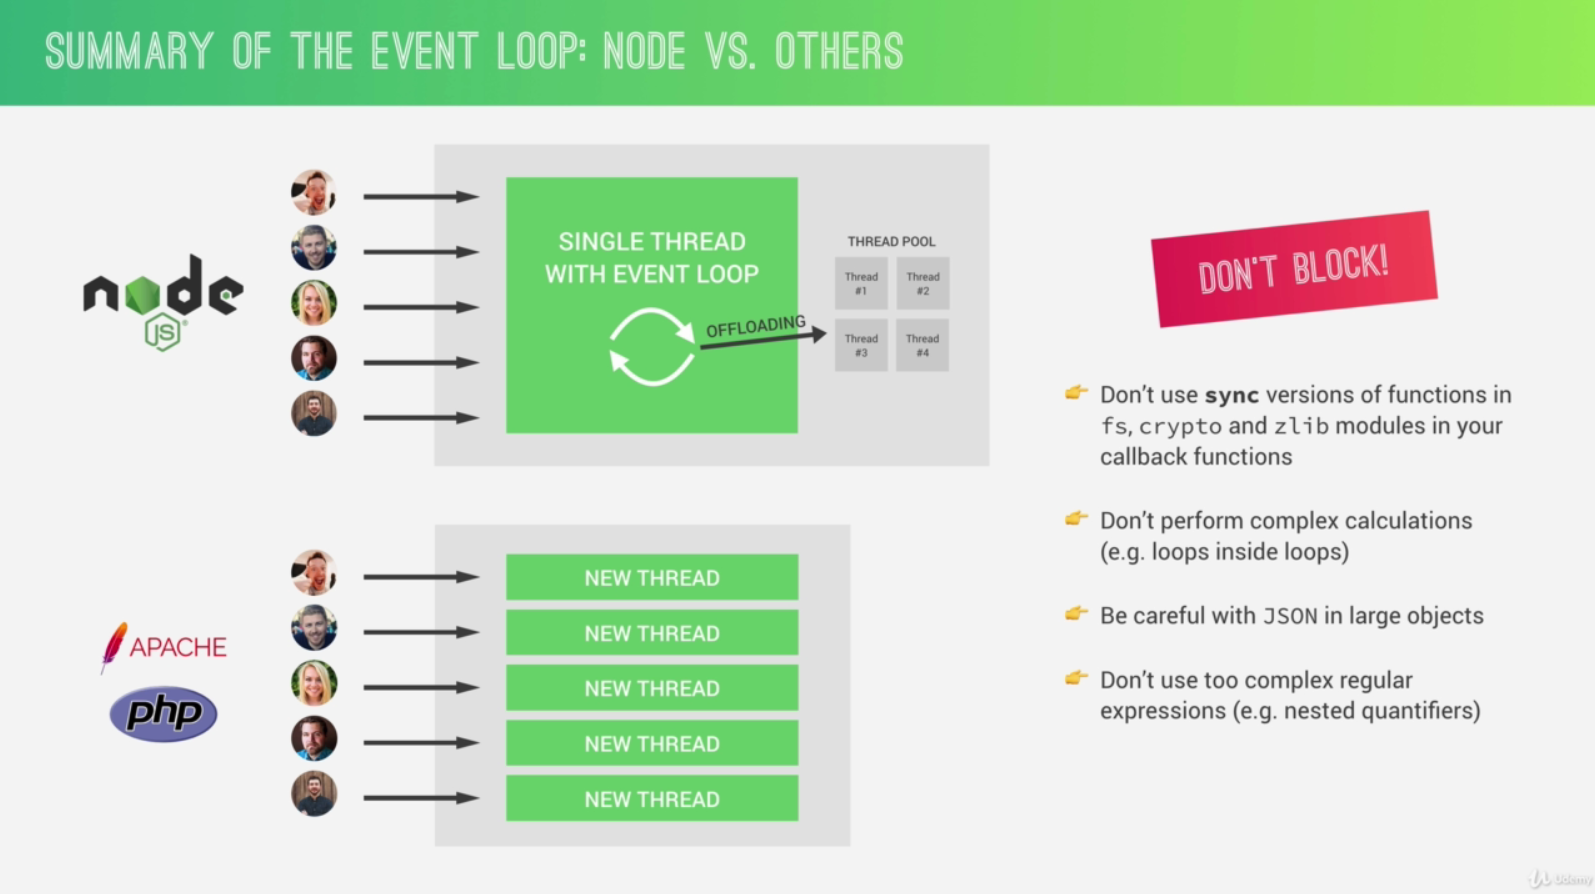 SUMMARY OF THE EVENT LOOP: NODE VS. OTHERS
node
JS
SINGLE THREAD
WITH EVENT LOOP
OFFLOADING
THREAD POOL
Thread
#1
Thread
#2
Thread
#3
Thread
#4
DON'T BLOCK!
Don't use sync versions of functions in
fs, crypto and zlib modules in your
callback functions
Don't perform complex calculations
(e.g. loops inside loops)
Be careful with JSON in large objects
Don't use too complex regular
expressions (e.g. nested quantifiers)
APACHE
php
NEW THREAD
NEW THREAD
NEW THREAD
NEW THREAD
NEW THREAD
Udemy